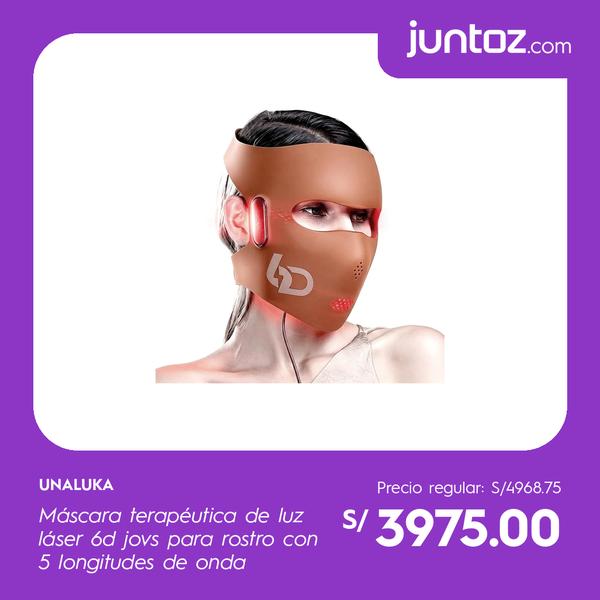 juntoz.com
6D
UNALUKA
Máscara terapéutica de luz
láser 6d jovs para rostro con
5 longitudes de onda
Precio regular: S/4968.75
S/ 3975.00